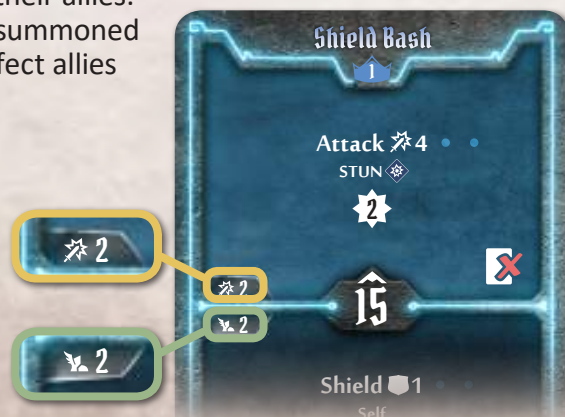 their allies.
summoned
fect allies
Shield Bash
1
Attack 4
STUN
2
2
2
15
2
2
Shield 1
Self